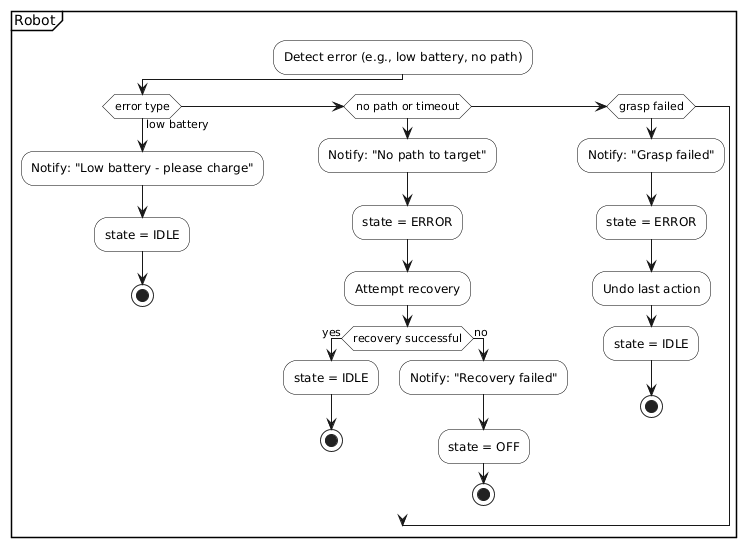 Robot
Detect error (e.g., low battery, no path)
error type
no path or timeout
grasp failed
low battery
Notify: "Low battery - please charge"
Notify: "No path to target"
Notify: "Grasp failed"
state = IDLE
state = ERROR
state = ERROR
Attempt recovery
Undo last action
yes
recovery successful
no
state = IDLE
state = IDLE
Notify: "Recovery failed"
state = OFF